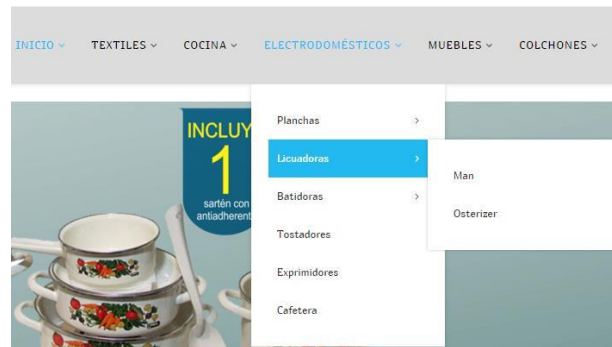 INICIO TEXTILES COCINA ELECTRODOMÉSTICOS MUEBLES COLCHONES
INCLUY
1
sartén con
antiadherent
Planchas
Licuadoras
Batidoras
Tostadores
Exprimidores
Cafetera
Man
Osterizer